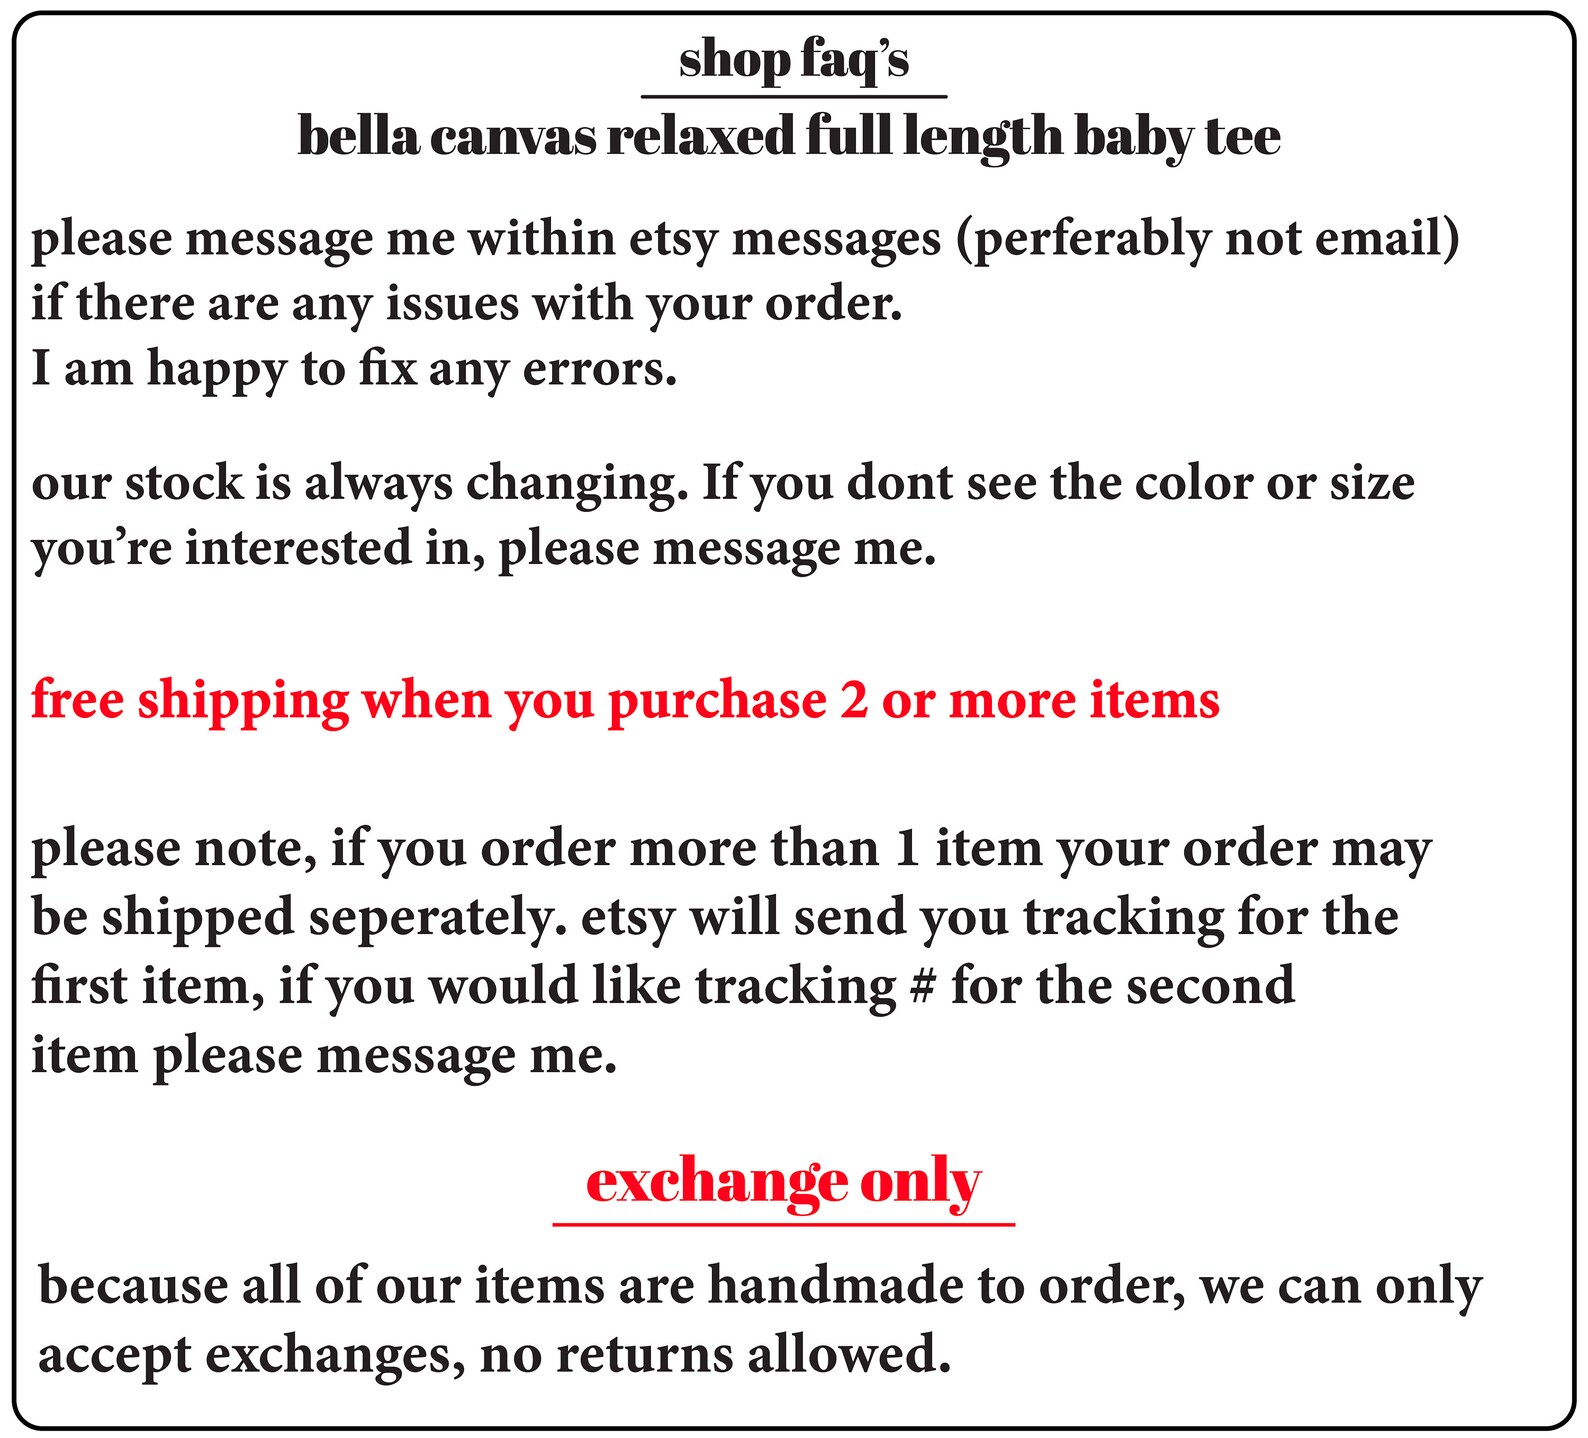 shop faq’s
bella canvas relaxed full length baby tee
please message me within etsy messages (perferably not email)
if there are any issues with your order.
I am happy to fix any errors.
our stock is always changing. If you dont see the color or size
you’re interested in, please message me.
free shipping when you purchase 2 or more items
please note, if you order more than 1 item your order may
be shipped seperately. etsy will send you tracking for the
first item, if you would like tracking # for the second
item please message me.
exchange only
because all of our items are handmade to order, we can only
accept exchanges, no returns allowed.